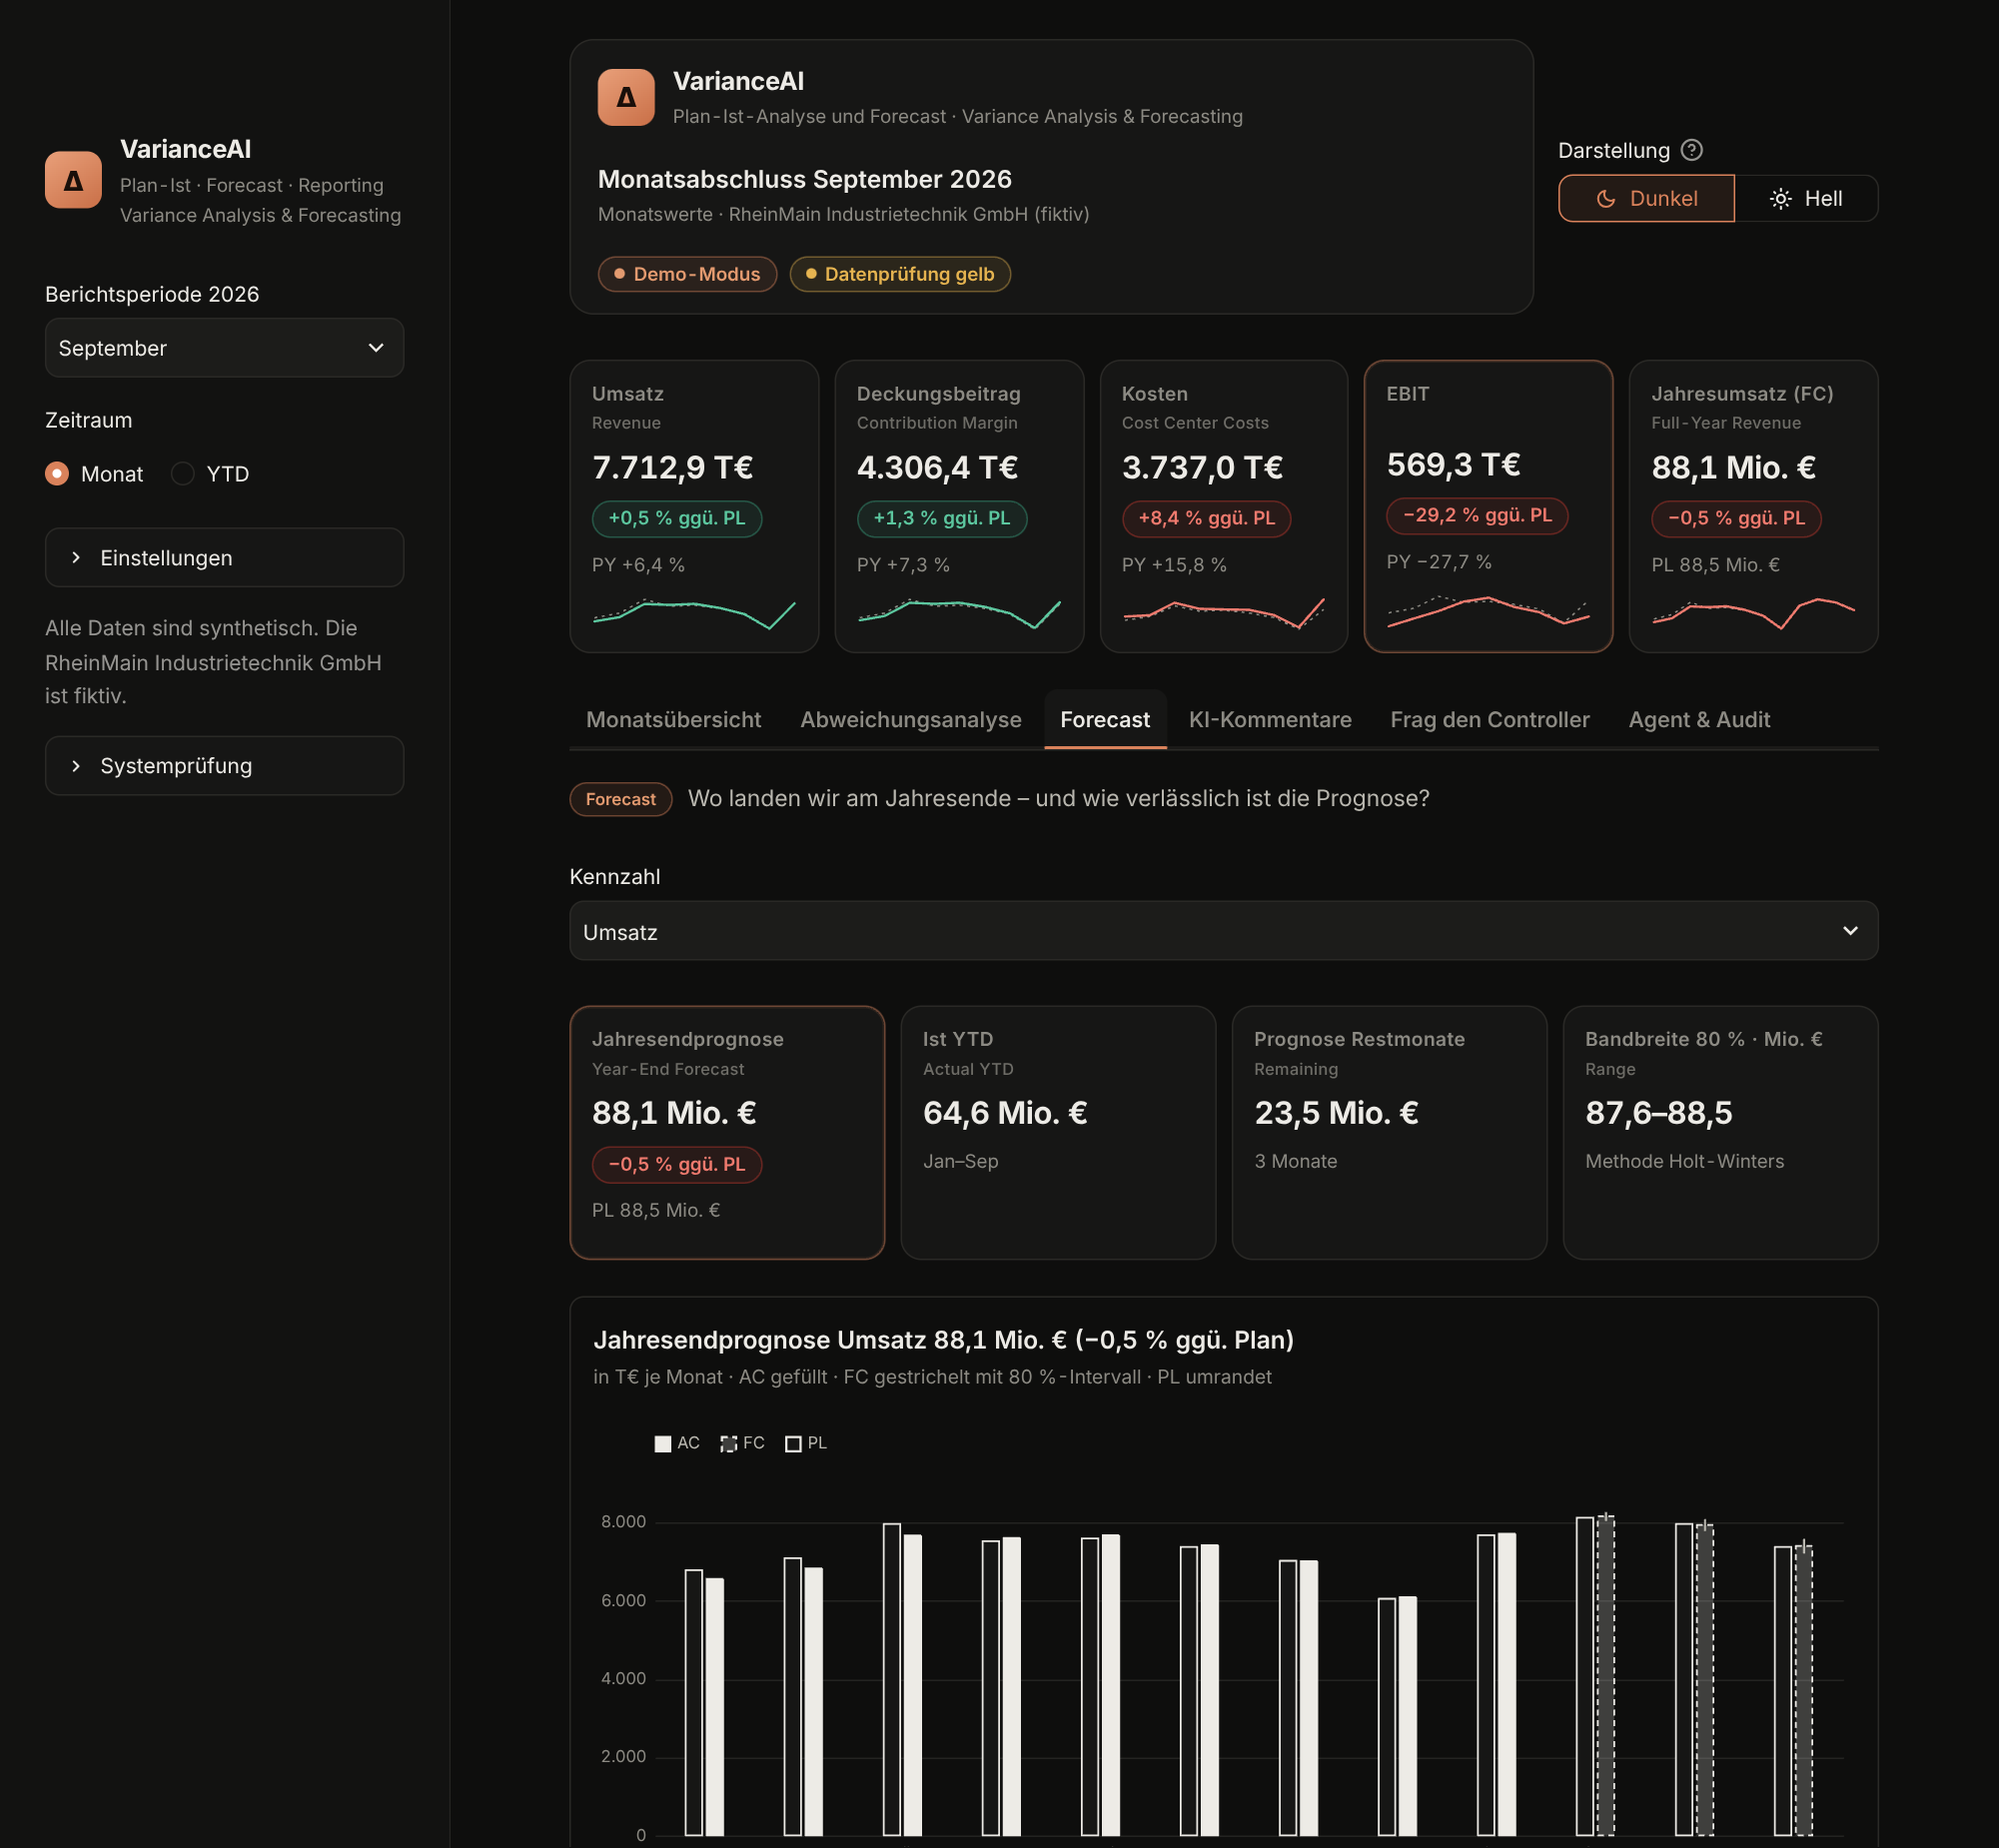 VarianceAI
Plan-Ist · Forecast · Reporting
Variance Analysis & Forecasting
Berichtsperiode 2026
September
Zeitraum
Monat
YTD
Einstellungen
Alle Daten sind synthetisch. Die
RheinMain Industrietechnik GmbH
ist fiktiv.
Systemprüfung
VarianceAI
Plan-Ist-Analyse und Forecast · Variance Analysis & Forecasting
Monatsabschluss September 2026
Monatswerte · RheinMain Industrietechnik GmbH (fiktiv)
Demo-Modus
Datenprüfung gelb
Darstellung
Dunkel
Hell
Umsatz
Revenue
7.712,9 T€
+0,5 % ggü. PL
PY +6,4 %
Deckungsbeitrag
Contribution Margin
4.306,4 T€
+1,3 % ggü. PL
PY +7,3 %
Kosten
Cost Center Costs
3.737,0 T€
+8,4 % ggü. PL
PY +15,8 %
EBIT
569,3 T€
−29,2 % ggü. PL
PY −27,7 %
Jahresumsatz (FC)
Full-Year Revenue
88,1 Mio. €
−0,5 % ggü. PL
PL 88,5 Mio. €
Monatsübersicht
Abweichungsanalyse
Forecast
KI-Kommentare
Frag den Controller
Agent & Audit
Forecast
Wo landen wir am Jahresende – und wie verlässlich ist die Prognose?
Kennzahl
Umsatz
Jahresendprognose
Year-End Forecast
88,1 Mio. €
−0,5 % ggü. PL
PL 88,5 Mio. €
Ist YTD
Actual YTD
64,6 Mio. €
Jan–Sep
Prognose Restmonate
Remaining
23,5 Mio. €
3 Monate
Bandbreite 80 % · Mio. €
Range
87,6–88,5
Methode Holt-Winters
Jahresendprognose Umsatz 88,1 Mio. € (−0,5 % ggü. Plan)
in T€ je Monat · AC gefüllt · FC gestrichelt mit 80 %-Intervall · PL umrandet
AC
FC
PL
8.000
6.000
4.000
2.000
0